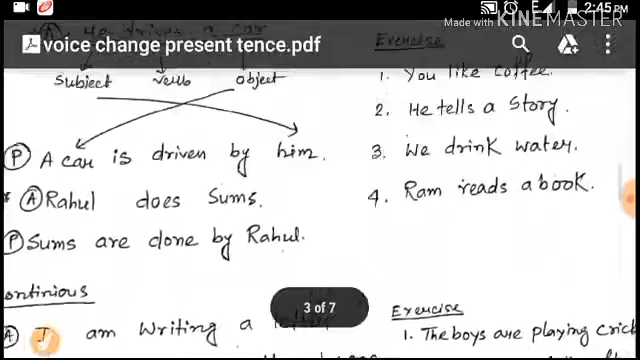 2:45PM
Made with KINEMASTER
voice change present tence.pdf
Exercise
Subject Verb Object
1. You like coffee.
2. He tells a story.
Ⓟ A car is driven by him.
3. We drink water.
Ⓐ Rahul does sums.
4. Ram reads a book.
Ⓟ Sums are done by Rahul.
ontinious
3 of 7
Exercise
Ⓐ I am writing a
1. The boys are playing crick